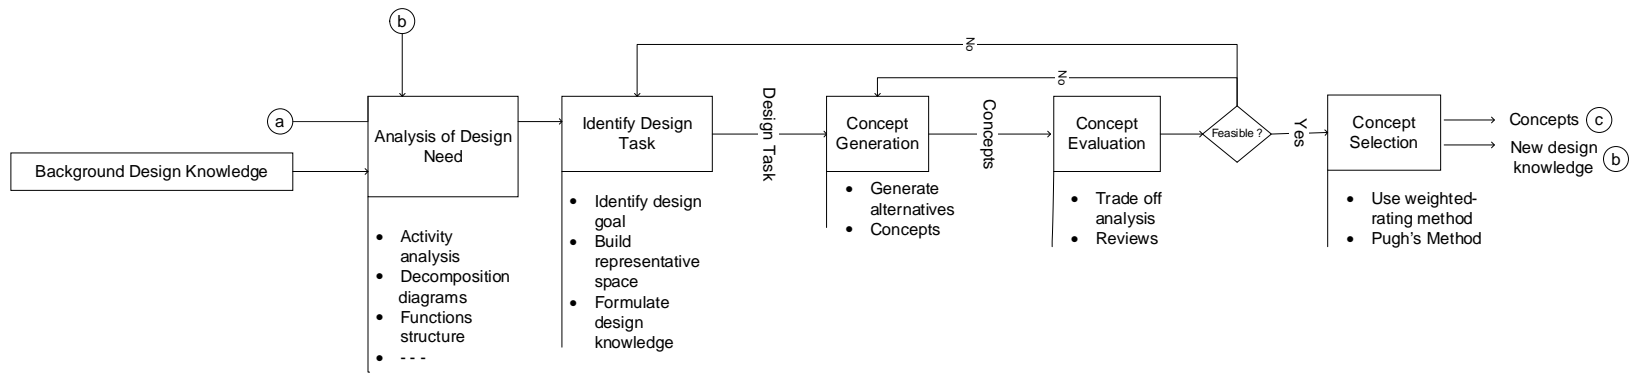 b
No
No
a
Background Design Knowledge
Analysis of Design
Need
Identify Design
Task
Design Task
Concept
Generation
Concepts
Concept
Evaluation
Feasible ?
Yes
Concept
Selection
Concepts c
New design
knowledge b
• Activity
analysis
• Decomposition
diagrams
• Functions
structure
• - - -
• Identify design
goal
• Build
representative
space
• Formulate
design
knowledge
• Generate
alternatives
• Concepts
• Trade off
analysis
• Reviews
• Use weighted-
rating method
• Pugh’s Method